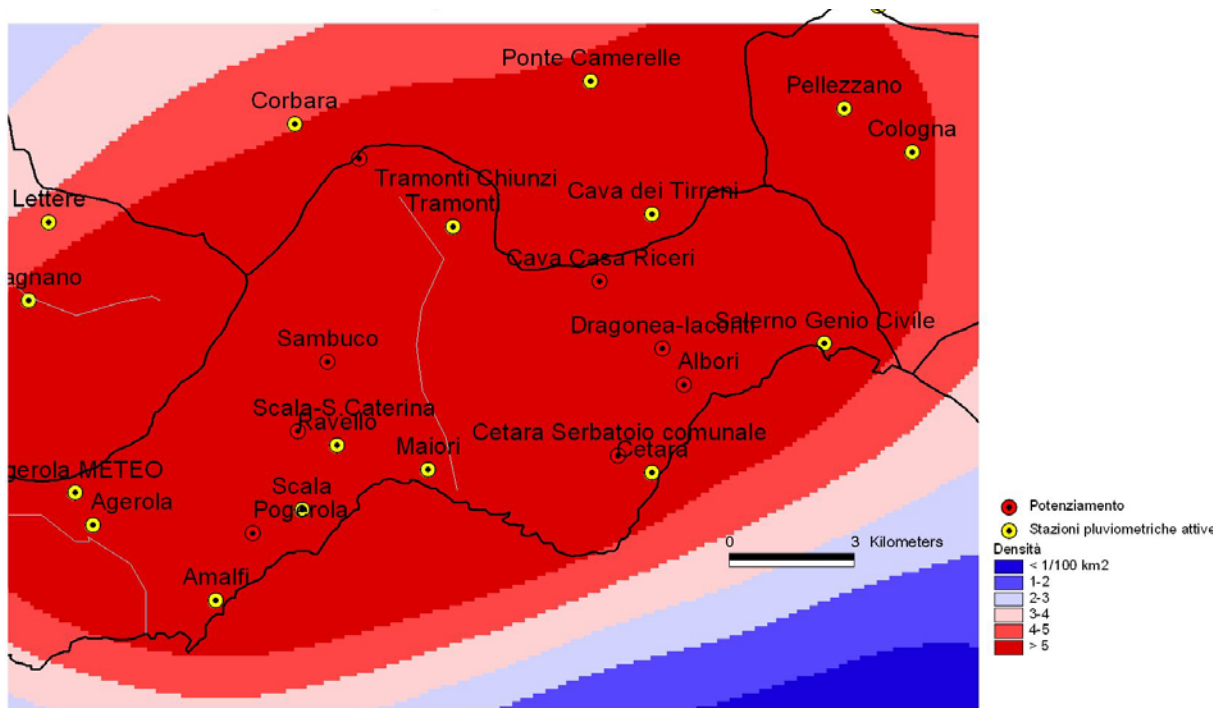 Ponte Camerelle
Pellezzano
Corbara
Cologna
Tramonti Chiunzi
Cava dei Tirreni
Lettere
Tramonti
Cava Casa Riceri
agnano
Salerno Genio Civile
Dragonea-Iaconti
Sambuco
Albori
Scala-S.Caterina
Ravello
Maiori
Cetara Serbatoio comunale
Cetara
gerola METEO
Scala
Agerola
Pogerola
Amalfi
0 3 Kilometers
Potenziamento
Stazioni pluviometriche attive
Densità
< 1/100 km2
1-2
2-3
3-4
4-5
> 5